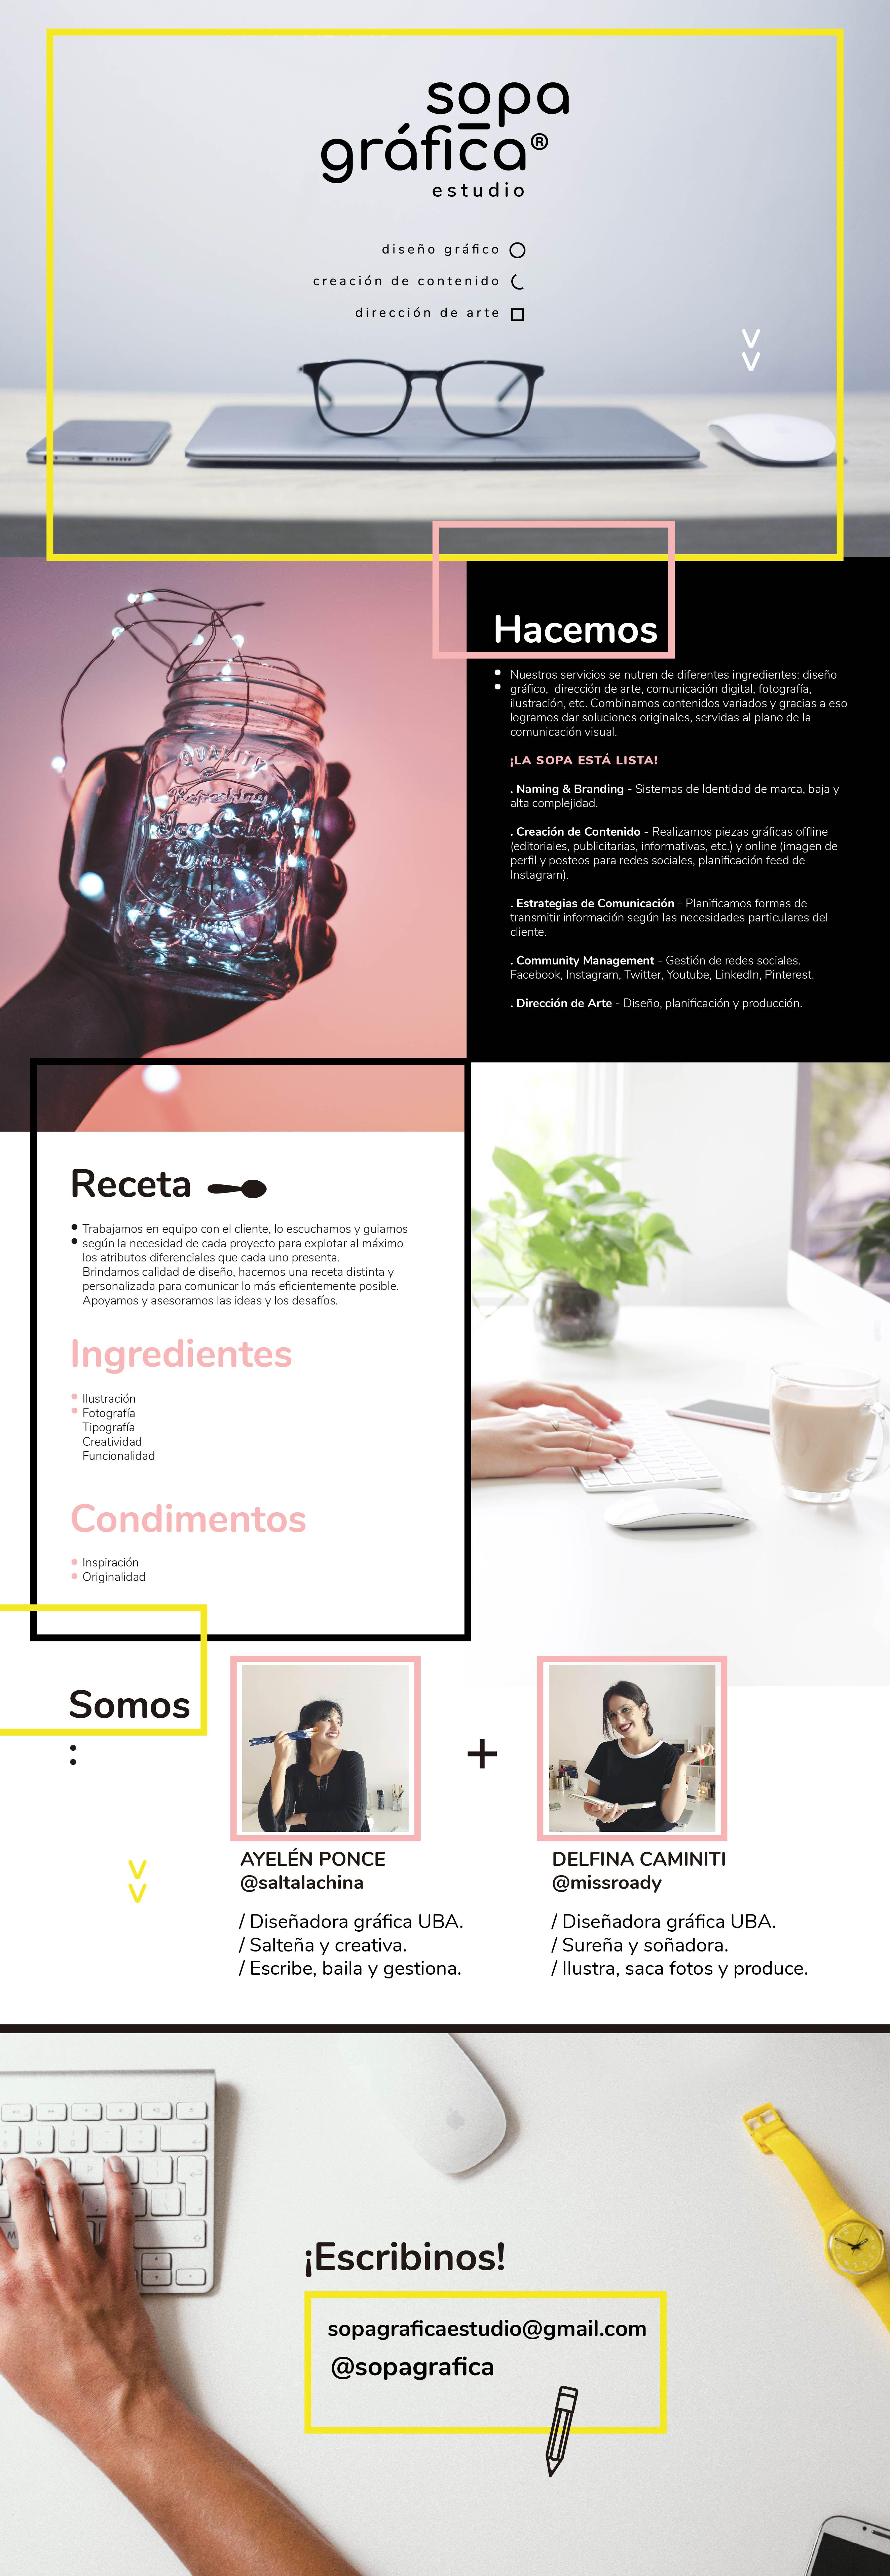 sopa
gráfica®
estudio
diseño gráfico
creación de contenido
dirección de arte
Hacemos
Nuestros servicios se nutren de diferentes ingredientes: diseño
gráfico, dirección de arte, comunicación digital, fotografía,
ilustración, etc. Combinamos contenidos variados y gracias a eso
logramos dar soluciones originales, servidas al plano de la
comunicación visual.
¡LA SOPA ESTÁ LISTA!
. Naming & Branding - Sistemas de Identidad de marca, baja y
alta complejidad.
. Creación de Contenido - Realizamos piezas gráficas offline
(editoriales, publicitarias, informativas, etc.) y online (imagen de
perfil y posteos para redes sociales, planificación feed de
Instagram).
. Estrategias de Comunicación - Planificamos formas de
transmitir información según las necesidades particulares del
cliente.
. Community Management - Gestión de redes sociales.
Facebook, Instagram, Twitter, Youtube, LinkedIn, Pinterest.
. Dirección de Arte - Diseño, planificación y producción.
Receta
Trabajamos en equipo con el cliente, lo escuchamos y guiamos
según la necesidad de cada proyecto para explotar al máximo
los atributos diferenciales que cada uno presenta.
Brindamos calidad de diseño, hacemos una receta distinta y
personalizada para comunicar lo más eficientemente posible.
Apoyamos y asesoramos las ideas y los desafíos.
Ingredientes
Ilustración
Fotografía
Tipografía
Creatividad
Funcionalidad
Condimentos
Inspiración
Originalidad
Somos
:
+
AYELÉN PONCE
@saltalachina
/ Diseñadora gráfica UBA.
/ Salteña y creativa.
/ Escribe, baila y gestiona.
DELFINA CAMINITI
@missroady
/ Diseñadora gráfica UBA.
/ Sureña y soñadora.
/ Ilustra, saca fotos y produce.
¡Escribinos!
sopagraficaestudio@gmail.com
@sopagrafica